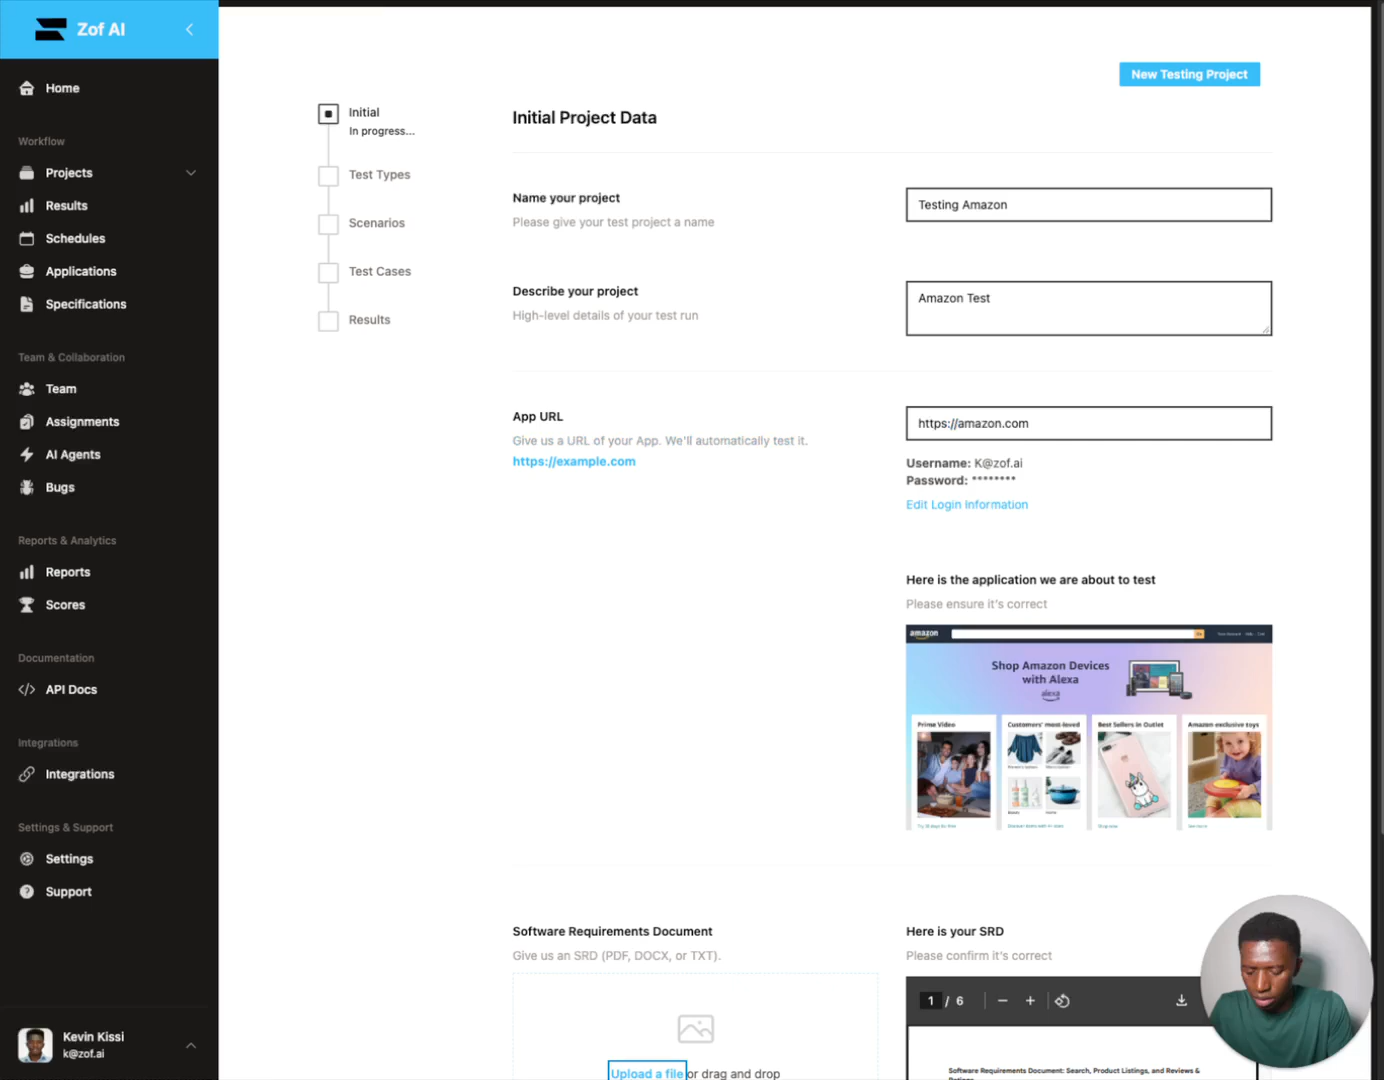 Zof AI
Home
Workflow
Projects
Results
Schedules
Applications
Specifications
Team & Collaboration
Team
Assignments
AI Agents
Bugs
Reports & Analytics
Reports
Scores
Documentation
API Docs
Integrations
Integrations
Settings & Support
Settings
Support
Kevin Kissi
k@zof.ai
New Testing Project
Initial
In progress...
Test Types
Scenarios
Test Cases
Results
Initial Project Data
Name your project
Please give your test project a name
Testing Amazon
Describe your project
High-level details of your test run
Amazon Test
App URL
Give us a URL of your App. We'll automatically test it.
https://example.com
https://amazon.com
Username: K@zof.ai
Password: ********
Edit Login Information
Here is the application we are about to test
Please ensure it's correct
amazon
Shop Amazon Devices
with Alexa
alexa
Prime Video
Customers' most-loved
Best Sellers in Outlet
Amazon exclusive toys
Software Requirements Document
Give us an SRD (PDF, DOCX, or TXT).
Upload a file or drag and drop
Here is your SRD
Please confirm it's correct
1 / 6
Software Requirements Document: Search, Product Listings, and Reviews &